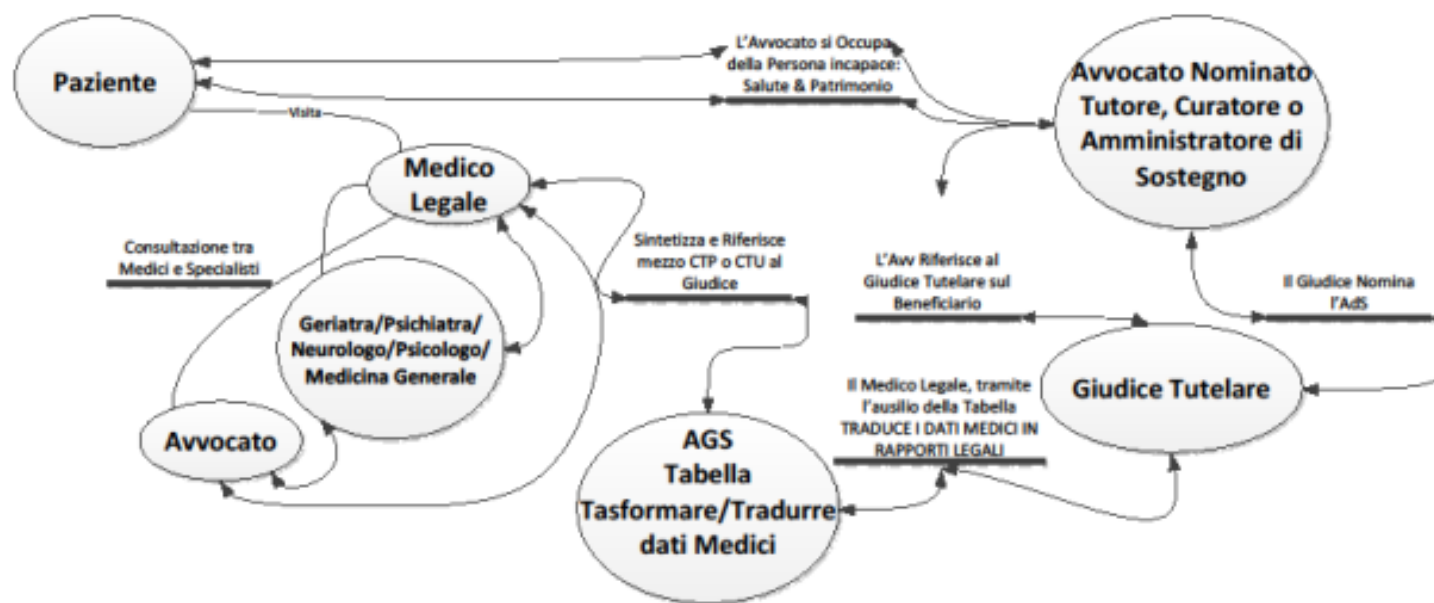 Paziente
L'Avvocato si Occupa
della Persona incapace:
Salute & Patrimonio
Avvocato Nominato
Tutore, Curatore o
Amministratore di
Sostegno
Visita
Medico
Legale
Consultazione tra
Medici e Specialisti
Sintetizza e Riferisce
mezzo CTP o CTU al
Giudice
L'Avv Riferisce al
Giudice Tutelare sul
Beneficiario
Il Giudice Nomina
l'AdS
Geriatra/Psichiatra/
Neurologo/Psicologo/
Medicina Generale
Giudice Tutelare
Il Medico Legale, tramite
l'ausilio della Tabella
TRADUCE I DATI MEDICI IN
RAPPORTI LEGALI
Avvocato
AGS
Tabella
Tasformare/Tradurre
dati Medici